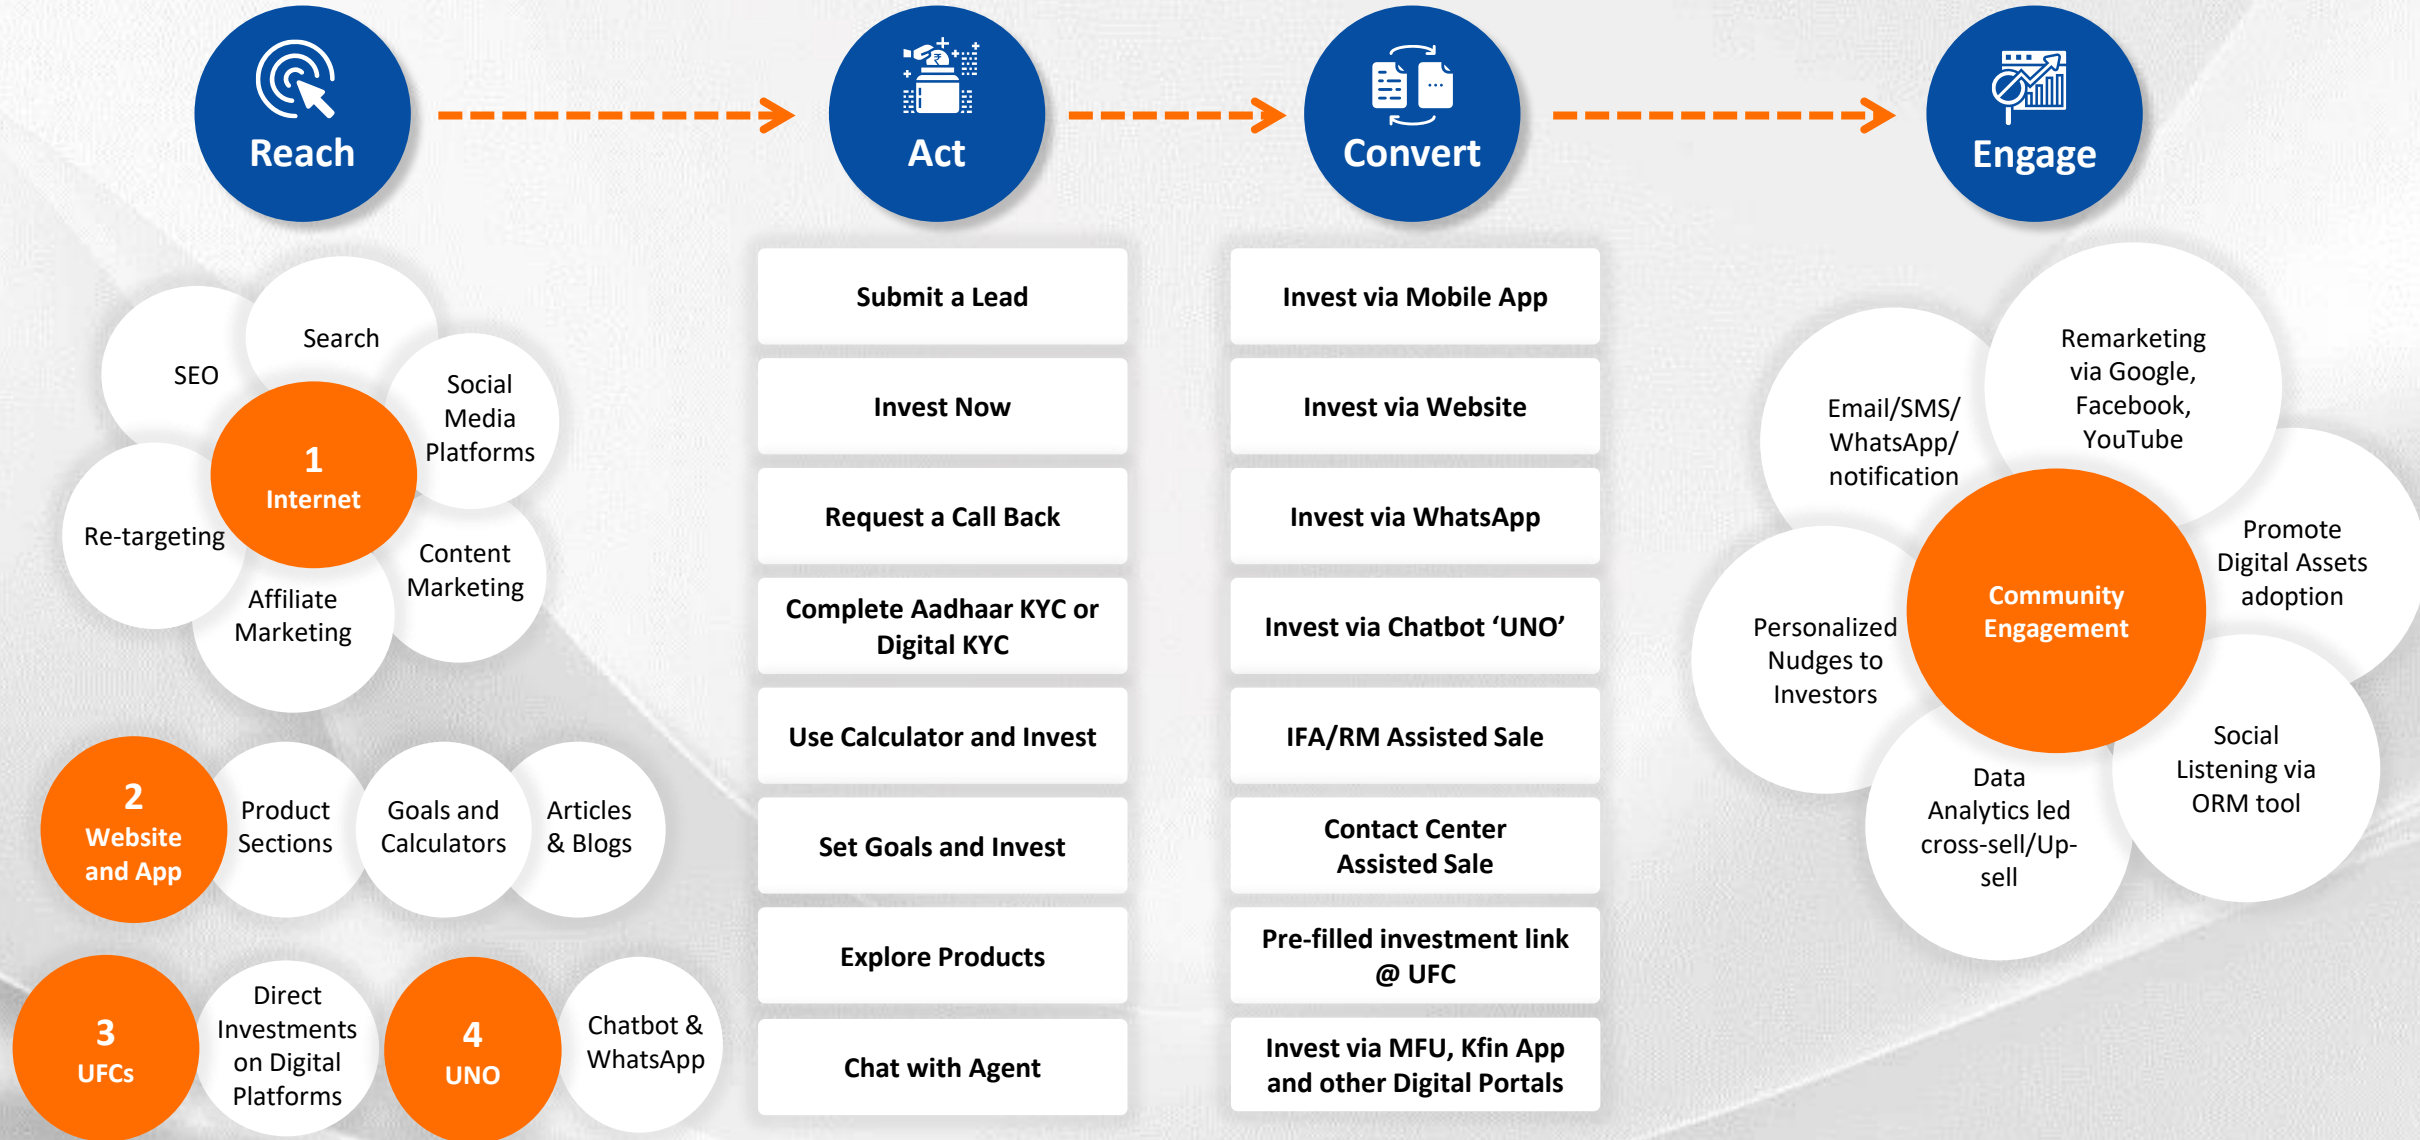 Reach
Act
Convert
Engage
Search
SEO
Social
Media
Platforms
1
Internet
Re-targeting
Content
Marketing
Affiliate
Marketing
2
Website
and App
Product
Sections
Goals and
Calculators
Articles
& Blogs
3
UFCs
Direct
Investments
on Digital
Platforms
4
UNO
Chatbot &
WhatsApp
Submit a Lead
Invest Now
Request a Call Back
Complete Aadhaar KYC or
Digital KYC
Use Calculator and Invest
Set Goals and Invest
Explore Products
Chat with Agent
Invest via Mobile App
Invest via Website
Invest via WhatsApp
Invest via Chatbot ‘UNO’
IFA/RM Assisted Sale
Contact Center
Assisted Sale
Pre-filled investment link
@ UFC
Invest via MFU, Kfin App
and other Digital Portals
Remarketing
via Google,
Facebook,
YouTube
Email/SMS/
WhatsApp/
notification
Promote
Digital Assets
adoption
Community
Engagement
Personalized
Nudges to
Investors
Social
Listening via
ORM tool
Data
Analytics led
cross-sell/Up-
sell